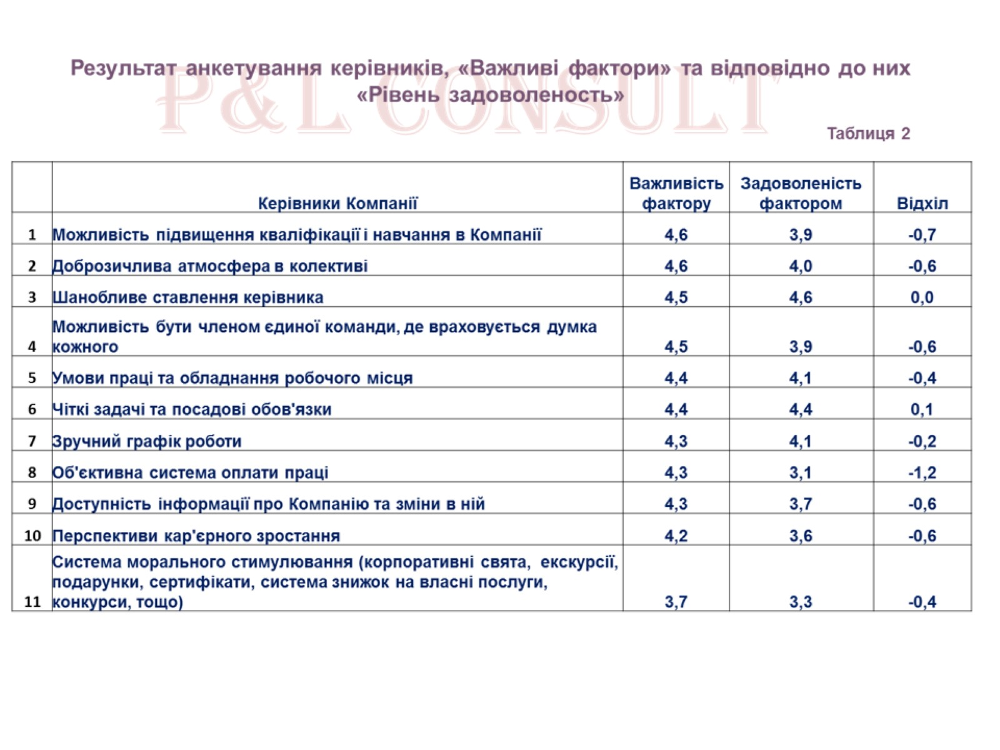 P&L CONSULT
Результат анкетування керівників, «Важливі фактори» та відповідно до них
«Рівень задоволеность»
Таблиця 2
Керівники Компанії
Важливість фактору
Задоволеність фактором
Відхіл
1 Можливість підвищення кваліфікації і навчання в Компанії 4,6 3,9 -0,7
2 Доброзичлива атмосфера в колективі 4,6 4,0 -0,6
3 Шанобливе ставлення керівника 4,5 4,6 0,0
Можливість бути членом єдиної команди, де враховується думка
4 кожного 4,5 3,9 -0,6
5 Умови праці та обладнання робочого місця 4,4 4,1 -0,4
6 Чіткі задачі та посадові обов'язки 4,4 4,4 0,1
7 Зручний графік роботи 4,3 4,1 -0,2
8 Об'єктивна система оплати праці 4,3 3,1 -1,2
9 Доступність інформації про Компанію та зміни в ній 4,3 3,7 -0,6
10 Перспективи кар'єрного зростання 4,2 3,6 -0,6
Система морального стимулювання (корпоративні свята, екскурсії,
подарунки, сертифікати, система знижок на власні послуги,
11 конкурси, тощо) 3,7 3,3 -0,4